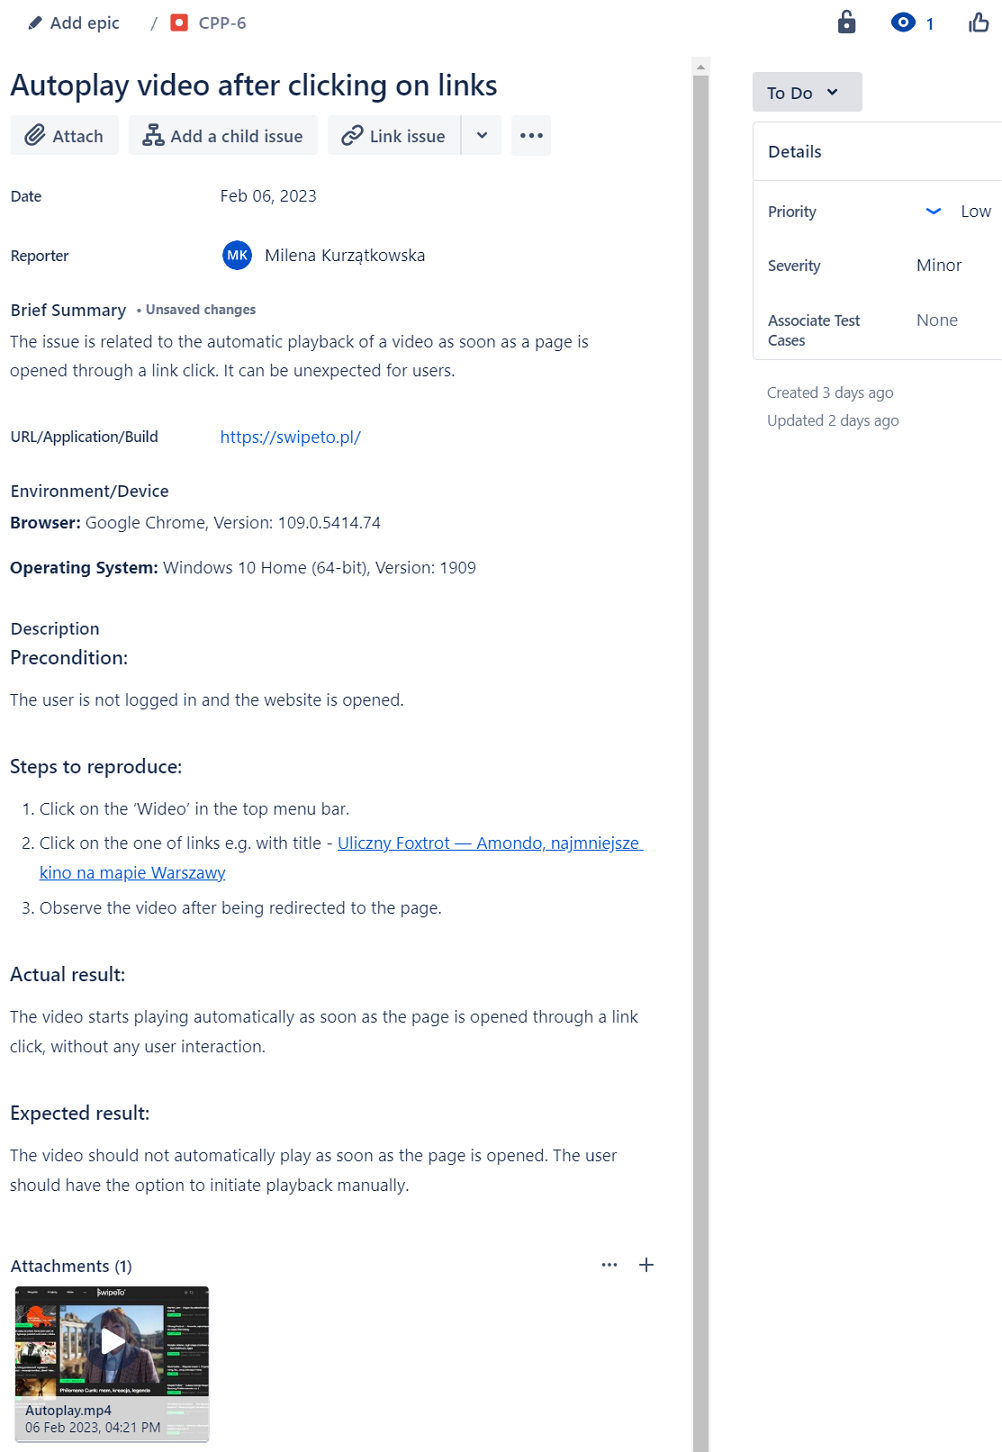 Add epic / CPP-6
1
Autoplay video after clicking on links
To Do
Attach
Add a child issue
Link issue
Details
Date Feb 06, 2023
Priority Low
Reporter MK Milena Kurzątkowska
Severity Minor
Brief Summary • Unsaved changes
The issue is related to the automatic playback of a video as soon as a page is
opened through a link click. It can be unexpected for users.
Associate Test
Cases
None
Created 3 days ago
Updated 2 days ago
URL/Application/Build https://swipeto.pl/
Environment/Device
Browser: Google Chrome, Version: 109.0.5414.74
Operating System: Windows 10 Home (64-bit), Version: 1909
Description
Precondition:
The user is not logged in and the website is opened.
Steps to reproduce:
1. Click on the ‘Wideo’ in the top menu bar.
2. Click on the one of links e.g. with title - Uliczny Foxtrot — Amondo, najmniejsze
kino na mapie Warszawy
3. Observe the video after being redirected to the page.
Actual result:
The video starts playing automatically as soon as the page is opened through a link
click, without any user interaction.
Expected result:
The video should not automatically play as soon as the page is opened. The user
should have the option to initiate playback manually.
Attachments (1)
swipeTo
Philomena Cunk: mem, kreacja, legenda
Autoplay.mp4
06 Feb 2023, 04:21 PM